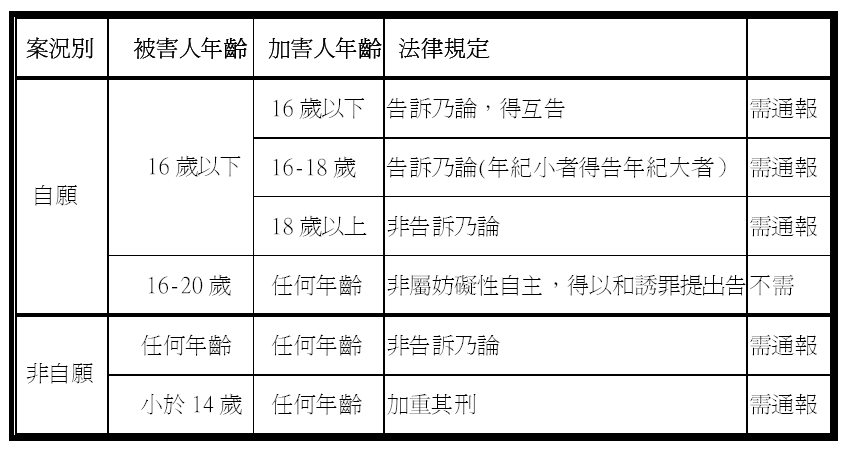 案況別 被害人年齡 加害人年齡 法律規定
自願 16 歲以下 16 歲以下 告訴乃論，得互告 需通報
16-18 歲 告訴乃論(年紀小者得告年紀大者） 需通報
18 歲以上 非告訴乃論 需通報
16-20 歲 任何年齡 非屬妨礙性自主，得以和誘罪提出告 不需
非自願 任何年齡 任何年齡 非告訴乃論 需通報
小於 14 歲 任何年齡 加重其刑 需通報